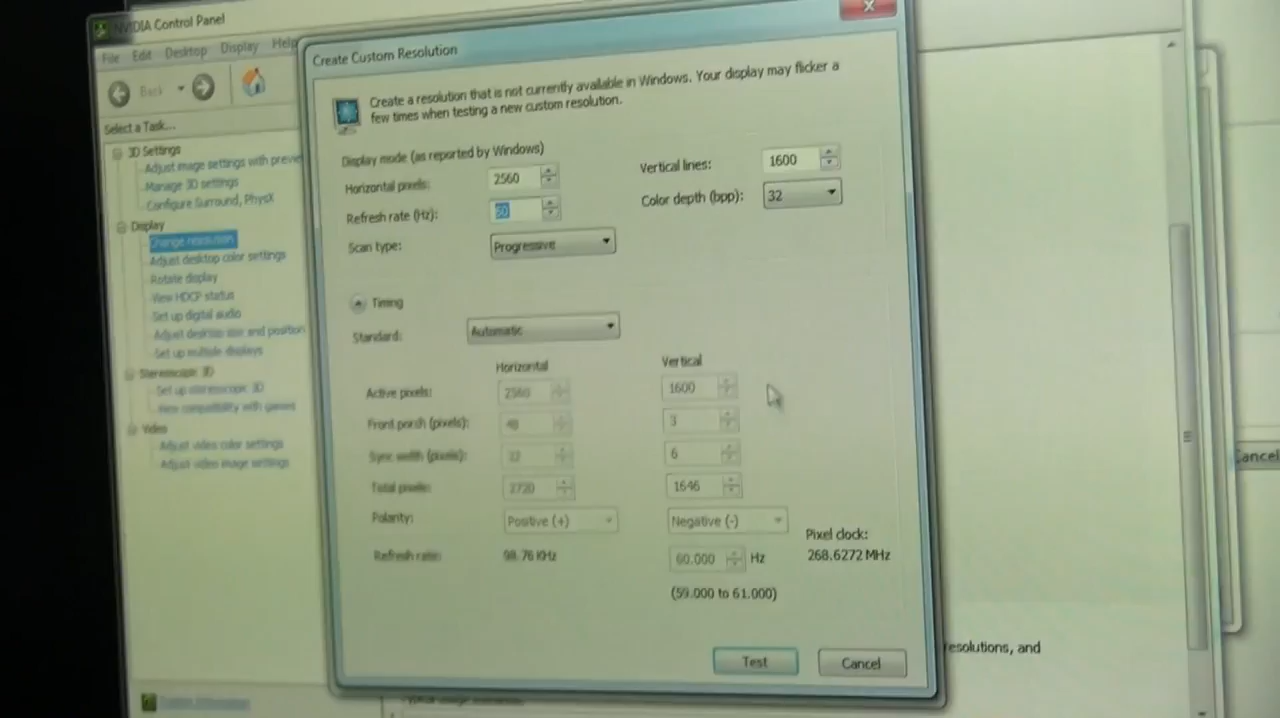 NVIDIA Control Panel
File Edit Desktop Display Help
Back
Select a Task...
3D Settings
Adjust image settings with preview
Manage 3D settings
Configure Surround, PhysX
Display
Change resolution
Adjust desktop color settings
Rotate display
View HDCP status
Set up digital audio
Adjust desktop size and position
Set up multiple displays
Stereoscopic 3D
Set up stereoscopic 3D
View compatibility with games
Video
Adjust video color settings
Adjust video image settings
Create Custom Resolution
Create a resolution that is not currently available in Windows. Your display may flicker a
few times when testing a new custom resolution.
Display mode (as reported by Windows)
Horizontal pixels: 2560 Vertical lines: 1600
Refresh rate (Hz): 60 Color depth (bpp): 32
Scan type: Progressive
Timing
Standard: Automatic
Horizontal Vertical
Active pixels: 2560 1600
Front porch (pixels): 48 3
Sync width (pixels): 32 6
Total pixels: 2720 1646
Polarity: Positive (+) Negative (-)
Refresh rate: 98.76 KHz 60.000 Hz
Pixel clock:
268.6272 MHz
(59.000 to 61.000)
Test Cancel
Cancel
resolutions, and